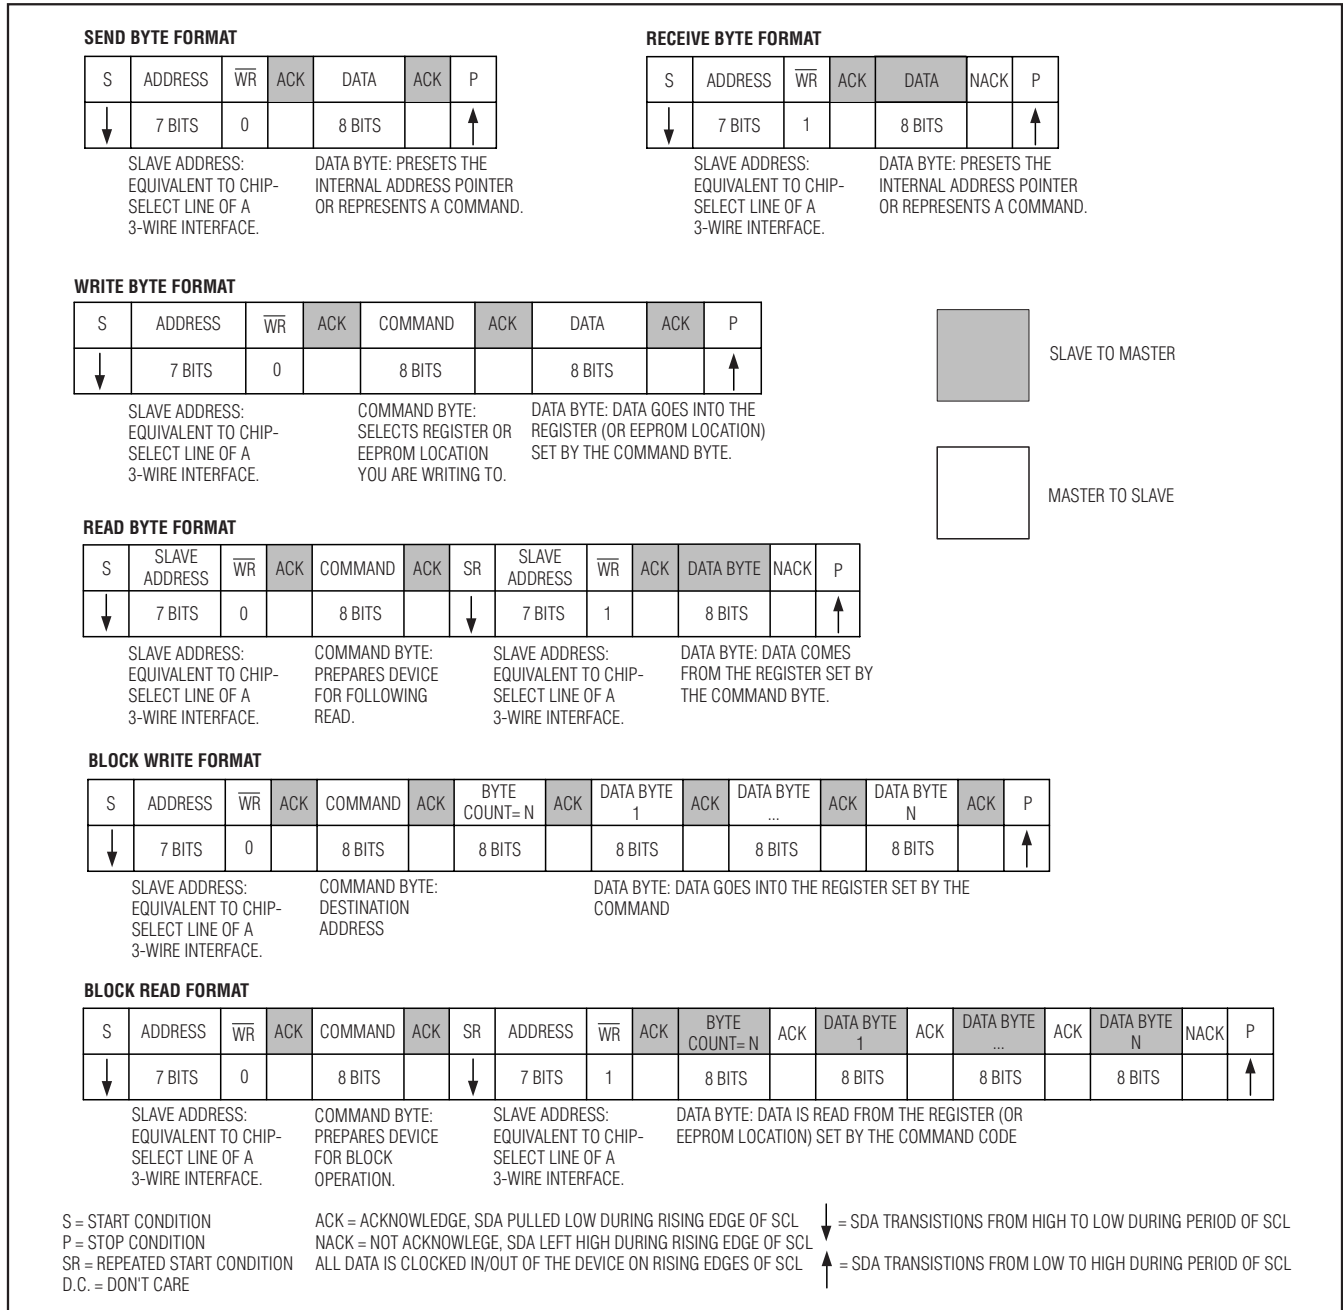 SEND BYTE FORMAT
S ADDRESS WR ACK DATA ACK P
7 BITS 0 8 BITS
SLAVE ADDRESS:
EQUIVALENT TO CHIP-
SELECT LINE OF A
3-WIRE INTERFACE.
DATA BYTE: PRESETS THE
INTERNAL ADDRESS POINTER
OR REPRESENTS A COMMAND.
RECEIVE BYTE FORMAT
S ADDRESS WR ACK DATA NACK P
7 BITS 1 8 BITS
SLAVE ADDRESS:
EQUIVALENT TO CHIP-
SELECT LINE OF A
3-WIRE INTERFACE.
DATA BYTE: PRESETS THE
INTERNAL ADDRESS POINTER
OR REPRESENTS A COMMAND.
WRITE BYTE FORMAT
S ADDRESS WR ACK COMMAND ACK DATA ACK P
7 BITS 0 8 BITS 8 BITS
SLAVE ADDRESS:
EQUIVALENT TO CHIP-
SELECT LINE OF A
3-WIRE INTERFACE.
COMMAND BYTE:
SELECTS REGISTER OR
EEPROM LOCATION
YOU ARE WRITING TO.
DATA BYTE: DATA GOES INTO THE
REGISTER (OR EEPROM LOCATION)
SET BY THE COMMAND BYTE.
SLAVE TO MASTER
MASTER TO SLAVE
READ BYTE FORMAT
S SLAVE ADDRESS WR ACK COMMAND ACK SR SLAVE ADDRESS WR ACK DATA BYTE NACK P
7 BITS 0 8 BITS 7 BITS 1 8 BITS
SLAVE ADDRESS:
EQUIVALENT TO CHIP-
SELECT LINE OF A
3-WIRE INTERFACE.
COMMAND BYTE:
PREPARES DEVICE
FOR FOLLOWING
READ.
SLAVE ADDRESS:
EQUIVALENT TO CHIP-
SELECT LINE OF A
3-WIRE INTERFACE.
DATA BYTE: DATA COMES
FROM THE REGISTER SET BY
THE COMMAND BYTE.
BLOCK WRITE FORMAT
S ADDRESS WR ACK COMMAND ACK BYTE COUNT= N ACK DATA BYTE 1 ACK DATA BYTE ... ACK DATA BYTE N ACK P
7 BITS 0 8 BITS 8 BITS 8 BITS 8 BITS 8 BITS
SLAVE ADDRESS:
EQUIVALENT TO CHIP-
SELECT LINE OF A
3-WIRE INTERFACE.
COMMAND BYTE:
DESTINATION
ADDRESS
DATA BYTE: DATA GOES INTO THE REGISTER SET BY THE
COMMAND
BLOCK READ FORMAT
S ADDRESS WR ACK COMMAND ACK SR ADDRESS WR ACK BYTE COUNT= N ACK DATA BYTE 1 ACK DATA BYTE ... ACK DATA BYTE N NACK P
7 BITS 0 8 BITS 7 BITS 1 8 BITS 8 BITS 8 BITS 8 BITS
SLAVE ADDRESS:
EQUIVALENT TO CHIP-
SELECT LINE OF A
3-WIRE INTERFACE.
COMMAND BYTE:
PREPARES DEVICE
FOR BLOCK
OPERATION.
SLAVE ADDRESS:
EQUIVALENT TO CHIP-
SELECT LINE OF A
3-WIRE INTERFACE.
DATA BYTE: DATA IS READ FROM THE REGISTER (OR
EEPROM LOCATION) SET BY THE COMMAND CODE
S = START CONDITION
P = STOP CONDITION
SR = REPEATED START CONDITION
D.C. = DON'T CARE
ACK = ACKNOWLEDGE, SDA PULLED LOW DURING RISING EDGE OF SCL
NACK = NOT ACKNOWLEGE, SDA LEFT HIGH DURING RISING EDGE OF SCL
ALL DATA IS CLOCKED IN/OUT OF THE DEVICE ON RISING EDGES OF SCL
= SDA TRANSISTIONS FROM HIGH TO LOW DURING PERIOD OF SCL
= SDA TRANSISTIONS FROM LOW TO HIGH DURING PERIOD OF SCL